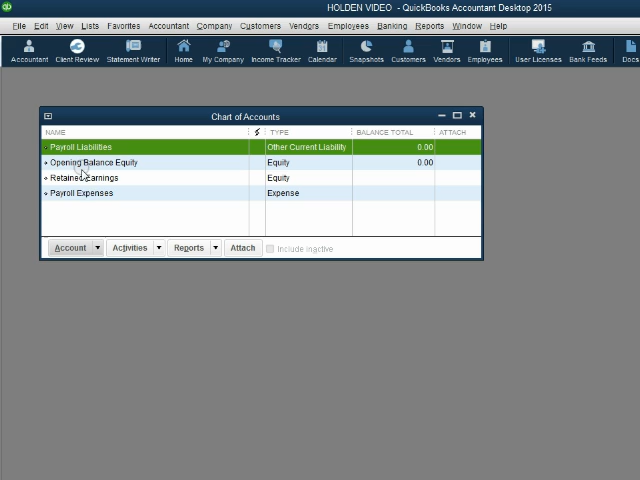 qb
HOLDEN VIDEO - QuickBooks Accountant Desktop 2015
File Edit View Lists Favorites Accountant Company Customers Vendors Employees Banking Reports Window Help
Accountant Client Review Statement Writer Home My Company Income Tracker Calendar Snapshots Customers Vendors Employees User Licenses Bank Feeds Docs
Chart of Accounts
NAME TYPE BALANCE TOTAL ATTACH
Payroll Liabilities Other Current Liability 0.00
Opening Balance Equity Equity 0.00
Retained Earnings Equity
Payroll Expenses Expense
Account Activities Reports Attach Include inactive